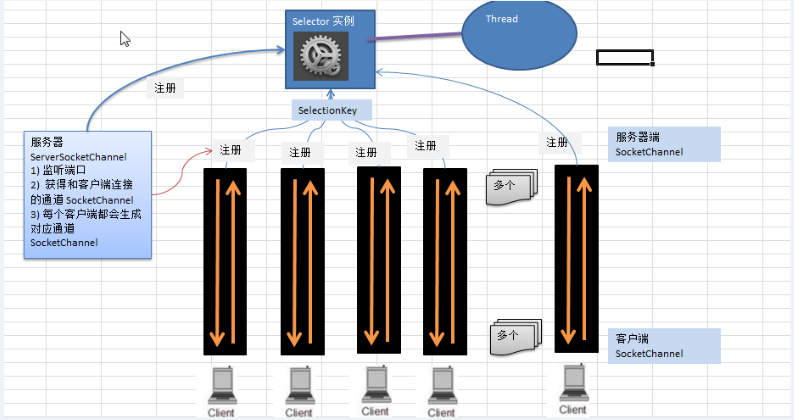 Selector 实例
Thread
注册
SelectionKey
服务器
ServerSocketChannel
1) 监听端口
2) 获得和客户端连接
的通道 SocketChannel
3) 每个客户端都会生成
对应通道
SocketChannel
注册
注册
注册
注册
注册
服务器端
SocketChannel
多个
多个
客户端
SocketChannel
Client
Client
Client
Client
Client